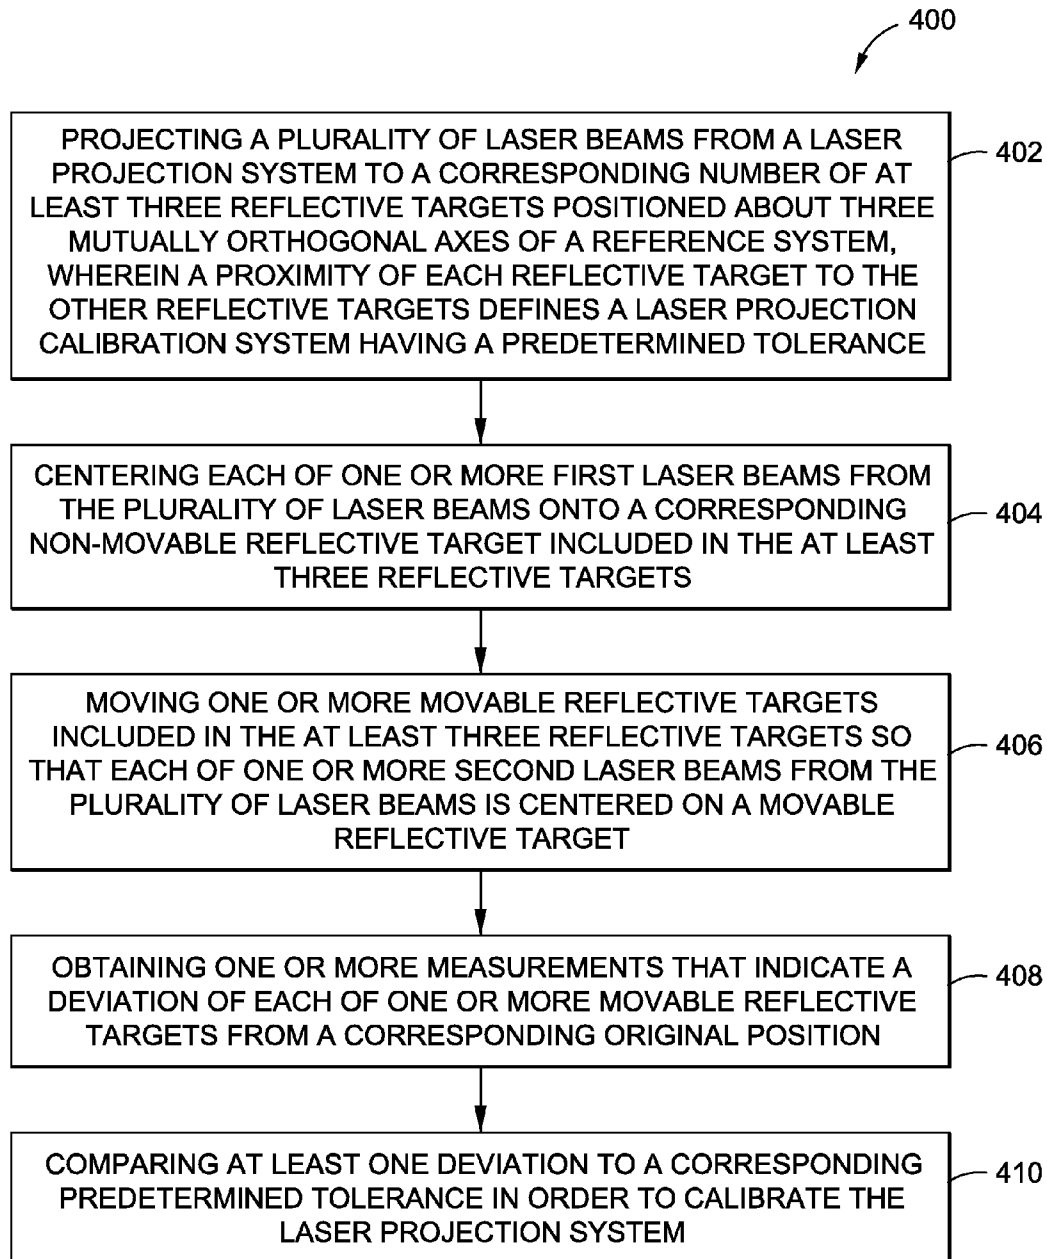 400
PROJECTING A PLURALITY OF LASER BEAMS FROM A LASER
PROJECTION SYSTEM TO A CORRESPONDING NUMBER OF AT
LEAST THREE REFLECTIVE TARGETS POSITIONED ABOUT THREE
MUTUALLY ORTHOGONAL AXES OF A REFERENCE SYSTEM,
WHEREIN A PROXIMITY OF EACH REFLECTIVE TARGET TO THE
OTHER REFLECTIVE TARGETS DEFINES A LASER PROJECTION
CALIBRATION SYSTEM HAVING A PREDETERMINED TOLERANCE
402
CENTERING EACH OF ONE OR MORE FIRST LASER BEAMS FROM
THE PLURALITY OF LASER BEAMS ONTO A CORRESPONDING
NON-MOVABLE REFLECTIVE TARGET INCLUDED IN THE AT LEAST
THREE REFLECTIVE TARGETS
404
MOVING ONE OR MORE MOVABLE REFLECTIVE TARGETS
INCLUDED IN THE AT LEAST THREE REFLECTIVE TARGETS SO
THAT EACH OF ONE OR MORE SECOND LASER BEAMS FROM THE
PLURALITY OF LASER BEAMS IS CENTERED ON A MOVABLE
REFLECTIVE TARGET
406
OBTAINING ONE OR MORE MEASUREMENTS THAT INDICATE A
DEVIATION OF EACH OF ONE OR MORE MOVABLE REFLECTIVE
TARGETS FROM A CORRESPONDING ORIGINAL POSITION
408
COMPARING AT LEAST ONE DEVIATION TO A CORRESPONDING
PREDETERMINED TOLERANCE IN ORDER TO CALIBRATE THE
LASER PROJECTION SYSTEM
410